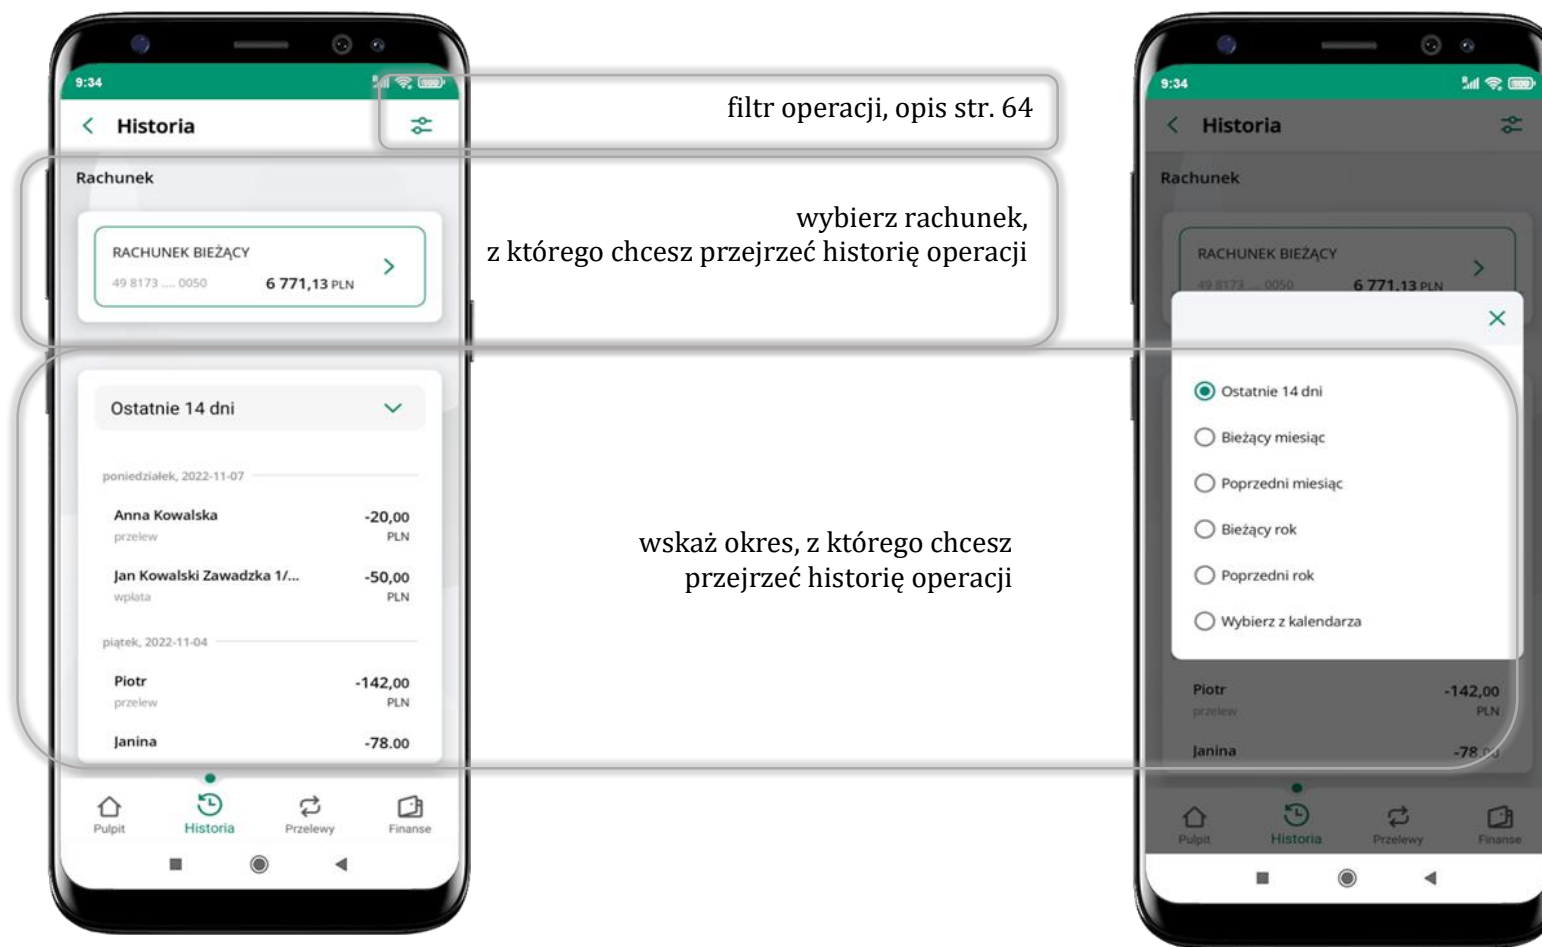 9:34
Historia
Rachunek
RACHUNEK BIEŻĄCY
49 8173 .... 0050 6 771,13 PLN
Ostatnie 14 dni
poniedziałek, 2022-11-07
Anna Kowalska -20,00
przelew PLN
Jan Kowalski Zawadzka 1/... -50,00
wpłata PLN
piątek, 2022-11-04
Piotr -142,00
przelew PLN
Janina -78.00
Pulpit Historia Przelewy Finanse
filtr operacji, opis str. 64
wybierz rachunek,
z którego chcesz przejrzeć historię operacji
wskaż okres, z którego chcesz
przejrzeć historię operacji
9:34
Historia
Rachunek
RACHUNEK BIEŻĄCY
49 8173 .... 0050 6 771,13 PLN
Ostatnie 14 dni
Bieżący miesiąc
Poprzedni miesiąc
Bieżący rok
Poprzedni rok
Wybierz z kalendarza
Piotr -142,00
przelew PLN
Janina -78.00
Pulpit Historia Przelewy Finanse